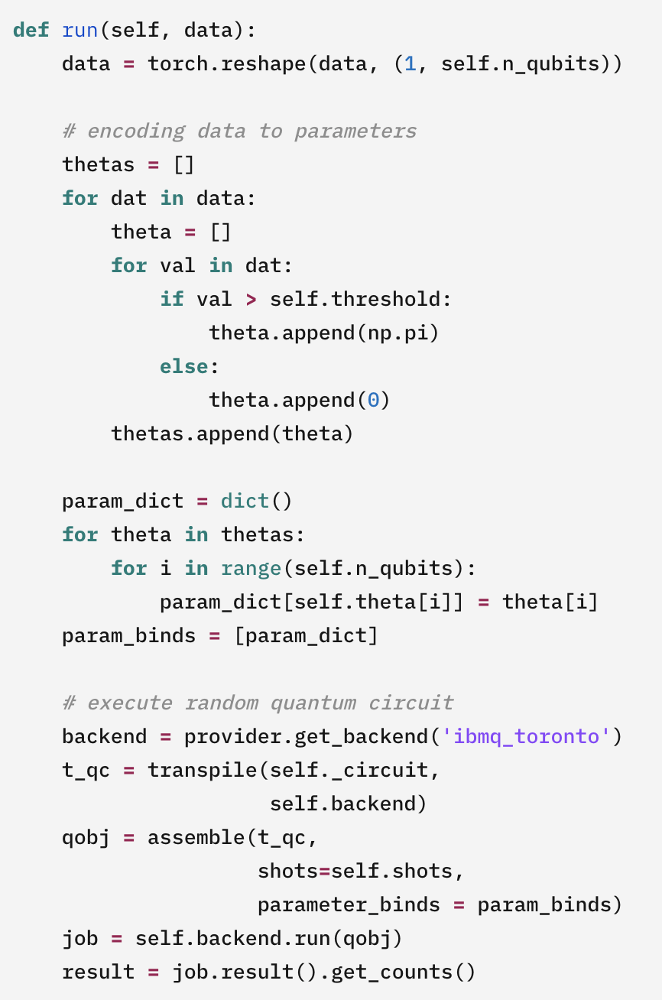 def run(self, data):
    data = torch.reshape(data, (1, self.n_qubits))

    # encoding data to parameters
    thetas = []
    for dat in data:
        theta = []
        for val in dat:
            if val > self.threshold:
                theta.append(np.pi)
            else:
                theta.append(0)
        thetas.append(theta)

    param_dict = dict()
    for theta in thetas:
        for i in range(self.n_qubits):
            param_dict[self.theta[i]] = theta[i]
    param_binds = [param_dict]

    # execute random quantum circuit
    backend = provider.get_backend('ibmq_toronto')
    t_qc = transpile(self._circuit,
                     self.backend)
    qobj = assemble(t_qc,
                    shots=self.shots,
                    parameter_binds = param_binds)
    job = self.backend.run(qobj)
    result = job.result().get_counts()